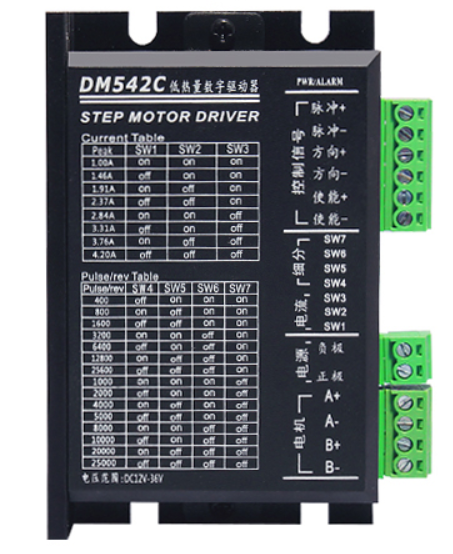 DM542C 低热量数字驱动器
STEP MOTOR DRIVER
Current Table
Peak SW1 SW2 SW3
1.00A on on on
1.46A off on on
1.91A on off on
2.37A off off on
2.84A on on off
3.31A off on off
3.76A on off off
4.20A off off off
Pulse/rev Table
Pulse/rev SW4 SW5 SW6 SW7
400 off on on on
800 on off on on
1600 off off on on
3200 on on off on
6400 off on off on
12800 on off off on
25600 off off off on
1000 on on on off
2000 off on on off
4000 on off on off
5000 off off on off
8000 on on off off
10000 off on off off
20000 on off off off
25000 off off off off
电压范围:DC12V-36V
PWR/ALARM
控制信号
脉冲+
脉冲-
方向+
方向-
使能+
使能-
细分
SW7
SW6
SW5
SW4
电流
SW3
SW2
SW1
电源
负极
正极
电机
A+
A-
B+
B-